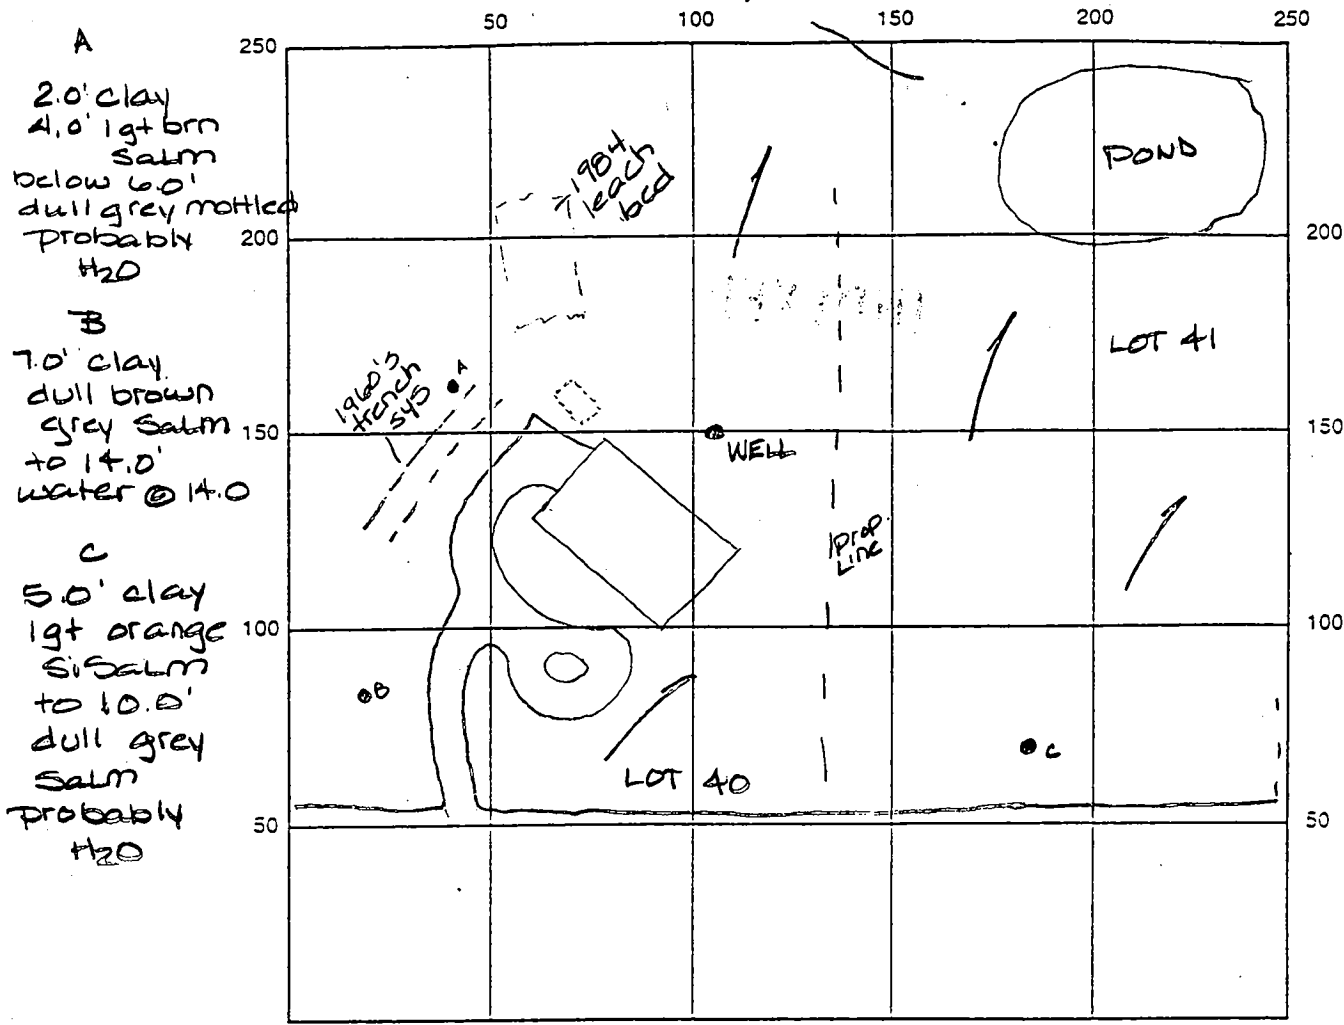 50 100 150 200 250
250
A
2.0' clay
4.0' lgt brn
SaLm
below 6.0'
dull grey mottled
probably
H2O
B
7.0' clay
dull brown
grey SaLm
to 14.0'
water @ 14.0
C
5.0' clay
lgt orange
SiSaLm
to 10.0'
dull grey
SaLm
probably
H2O
200
150
100
50
1984
leach
bed
POND
200
LOT 41
1960's
trench
sys
A
WELL
150
Prop
Line
100
B
C
LOT 40
50